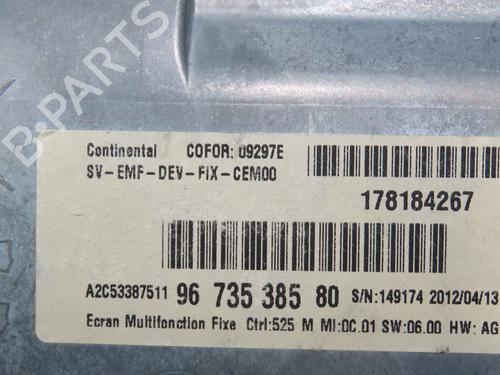 B-PARTS
Continental COFOR: 09297E
SV-EMF-DEV-FIX-CEM00
178184267
A2C53387511 96 735 385 80 S/N:149174 2012/04/13
Ecran Multifonction Fixe Ctrl:525 M MI:0C.01 SW:06.00 HW: AG